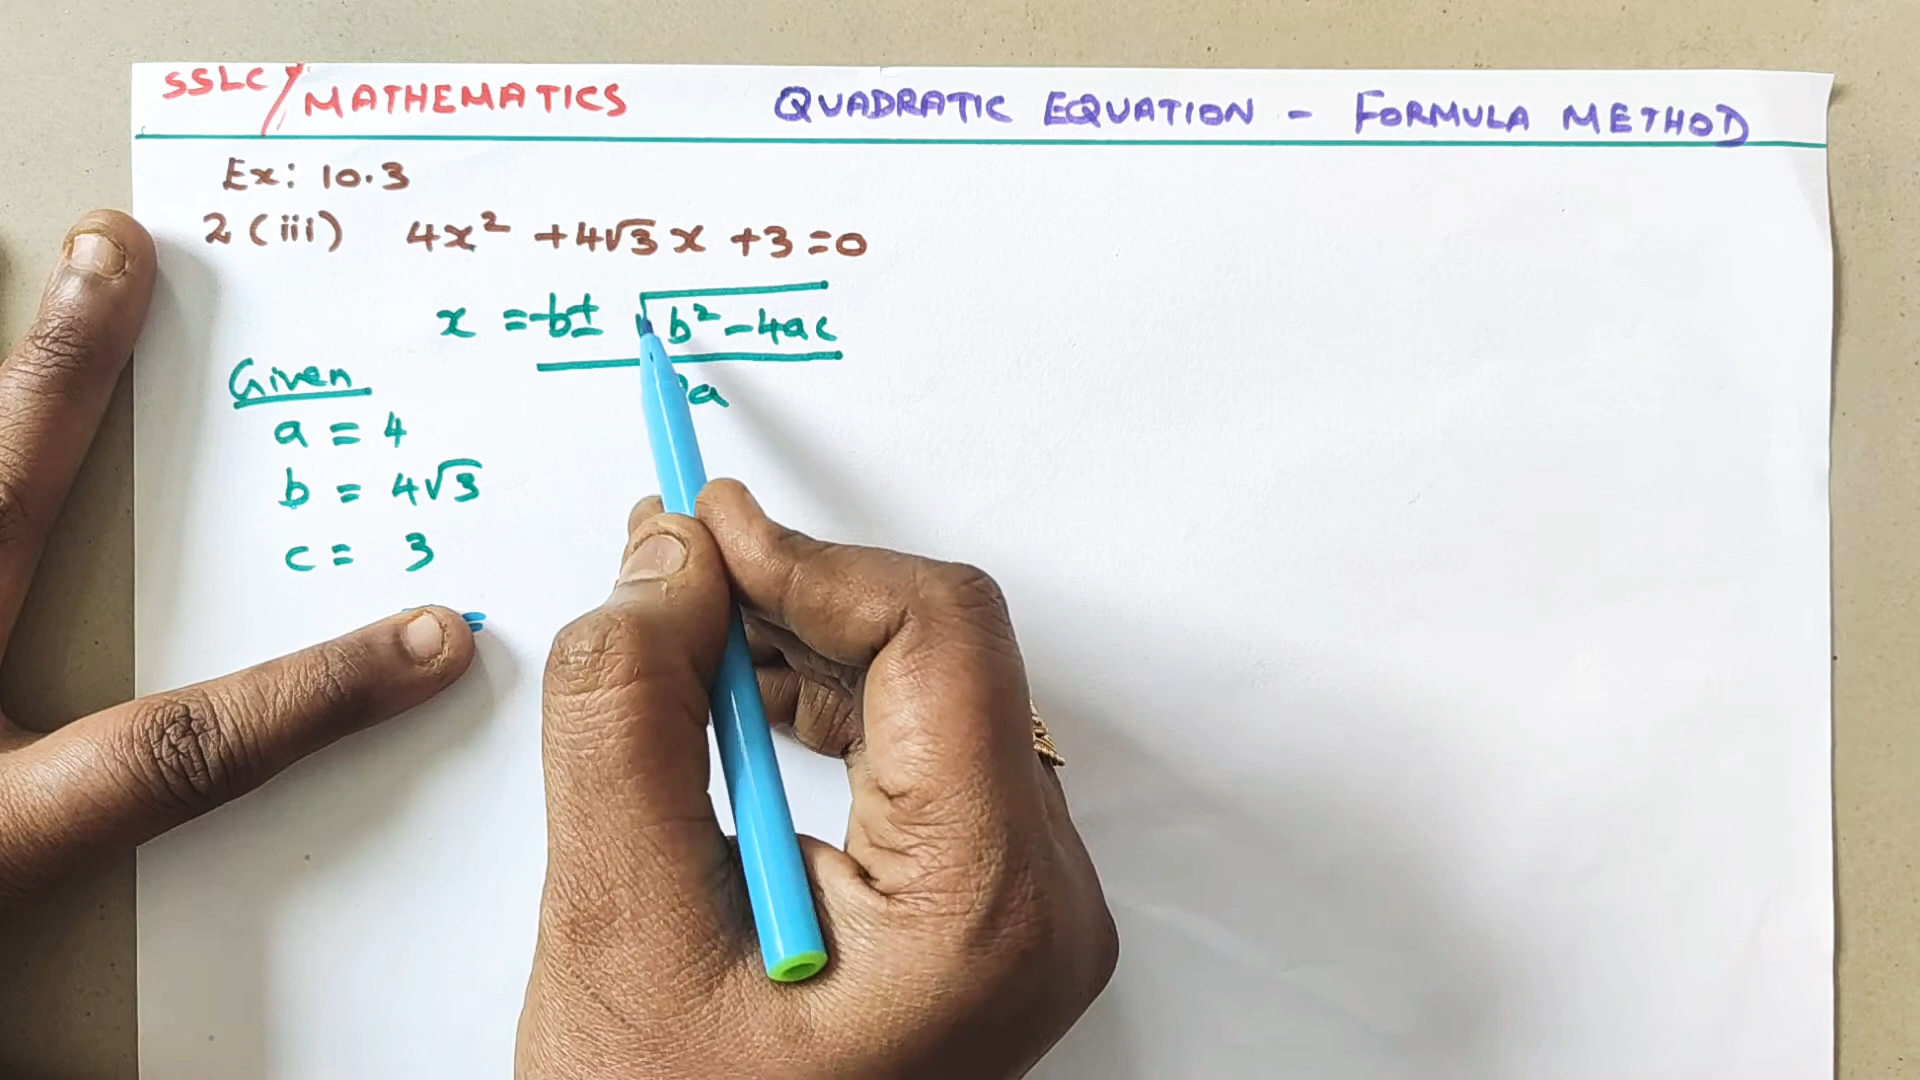 SSLC/MATHEMATICS QUADRATIC EQUATION - FORMULA METHOD
Ex: 10.3
2 (iii) 4x² +4√3 x +3=0
x = -b± √b² -4ac
a
Given
a = 4
b = 4√3
c = 3